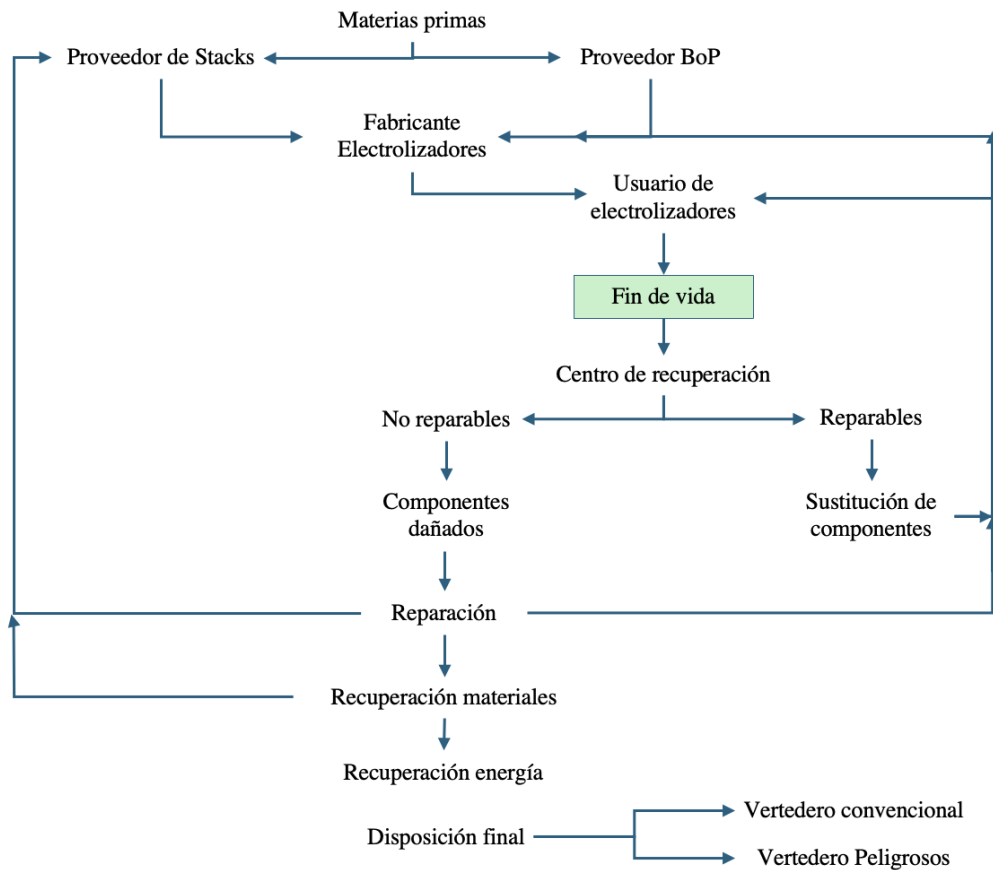 Materias primas
Proveedor de Stacks
Proveedor BoP
Fabricante
Electrolizadores
Usuario de
electrolizadores
Fin de vida
Centro de recuperación
No reparables
Reparables
Componentes
dañados
Sustitución de
componentes
Reparación
Recuperación materiales
Recuperación energía
Disposición final
Vertedero convencional
Vertedero Peligrosos